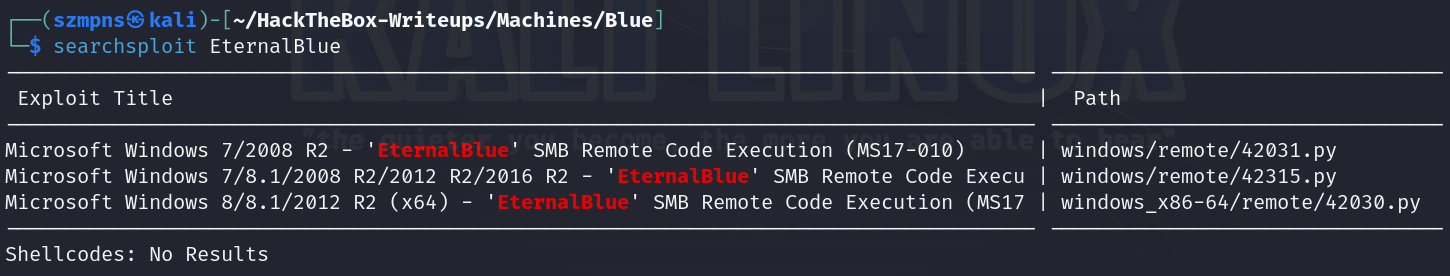 ┌──(szmpns㉿kali)-[~/HackTheBox-Writeups/Machines/Blue]
└─$ searchsploit EternalBlue
Exploit Title | Path
Microsoft Windows 7/2008 R2 - 'EternalBlue' SMB Remote Code Execution (MS17-010) | windows/remote/42031.py
Microsoft Windows 7/8.1/2008 R2/2012 R2/2016 R2 - 'EternalBlue' SMB Remote Code Execu | windows/remote/42315.py
Microsoft Windows 8/8.1/2012 R2 (x64) - 'EternalBlue' SMB Remote Code Execution (MS17 | windows_x86-64/remote/42030.py
Shellcodes: No Results
KALI LINUX
"the quieter you become, the more you are able to hear"